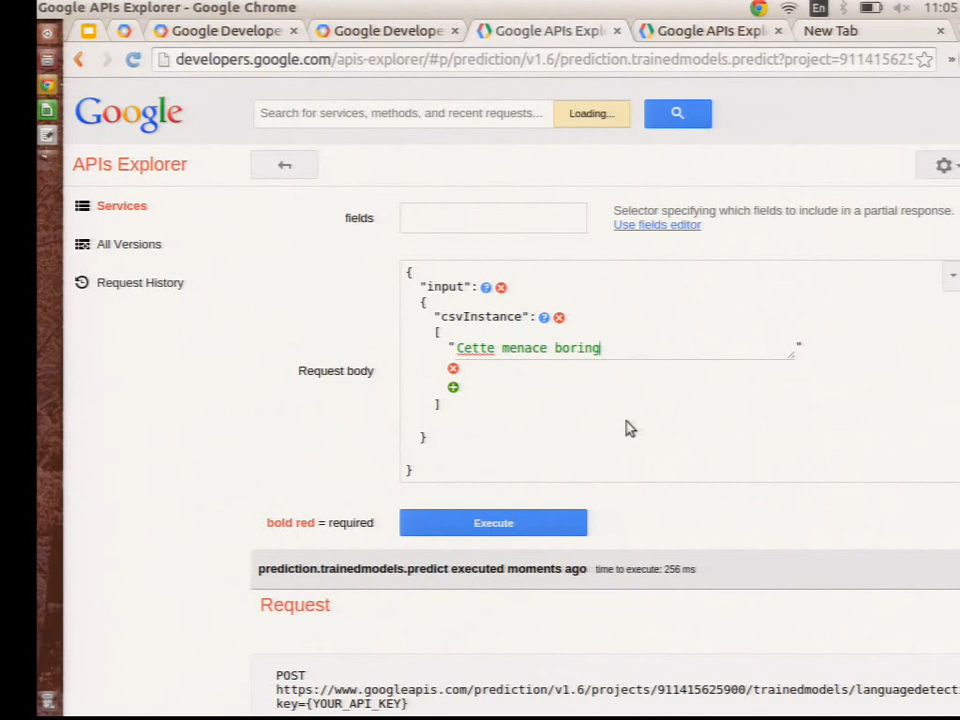 Google APIs Explorer - Google Chrome
En
11:05
Google Develope
Google Develope
Google APIs Expl
Google APIs Expl
New Tab
developers.google.com/apis-explorer/#p/prediction/v1.6/prediction.trainedmodels.predict?project=911415625
Google
Search for services, methods, and recent requests...
Loading...
APIs Explorer
Services
All Versions
Request History
fields
Selector specifying which fields to include in a partial response.
Use fields editor
Request body
{
"input":
{
"csvInstance":
[
"Cette menace boring"
]
}
}
bold red = required
Execute
prediction.trainedmodels.predict executed moments ago time to execute: 256 ms
Request
POST
https://www.googleapis.com/prediction/v1.6/projects/911415625900/trainedmodels/languagedetecti
key={YOUR_API_KEY}